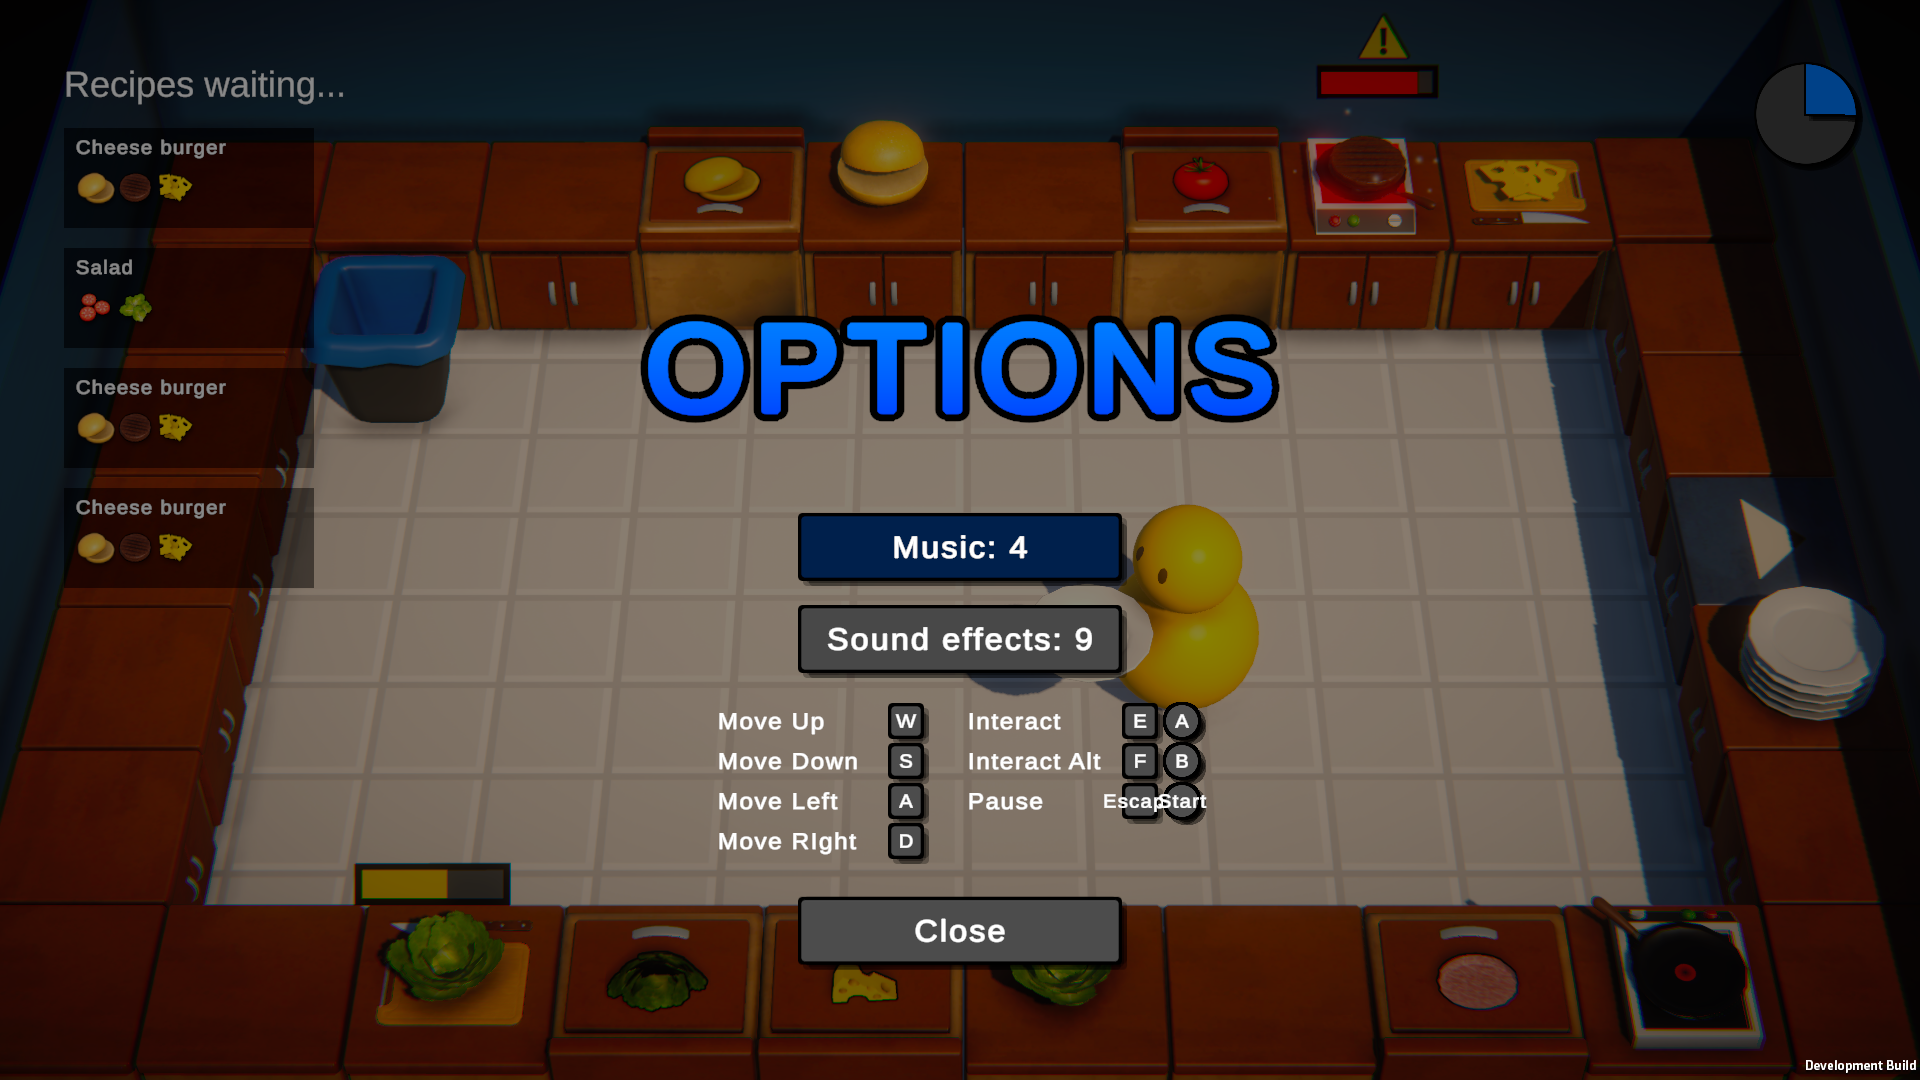 Recipes waiting...
Cheese burger
Salad
Cheese burger
Cheese burger
OPTIONS
Music: 4
Sound effects: 9
Move Up W Interact E A
Move Down S Interact Alt F B
Move Left A Pause Escap Start
Move RIght D
Close
Development Build